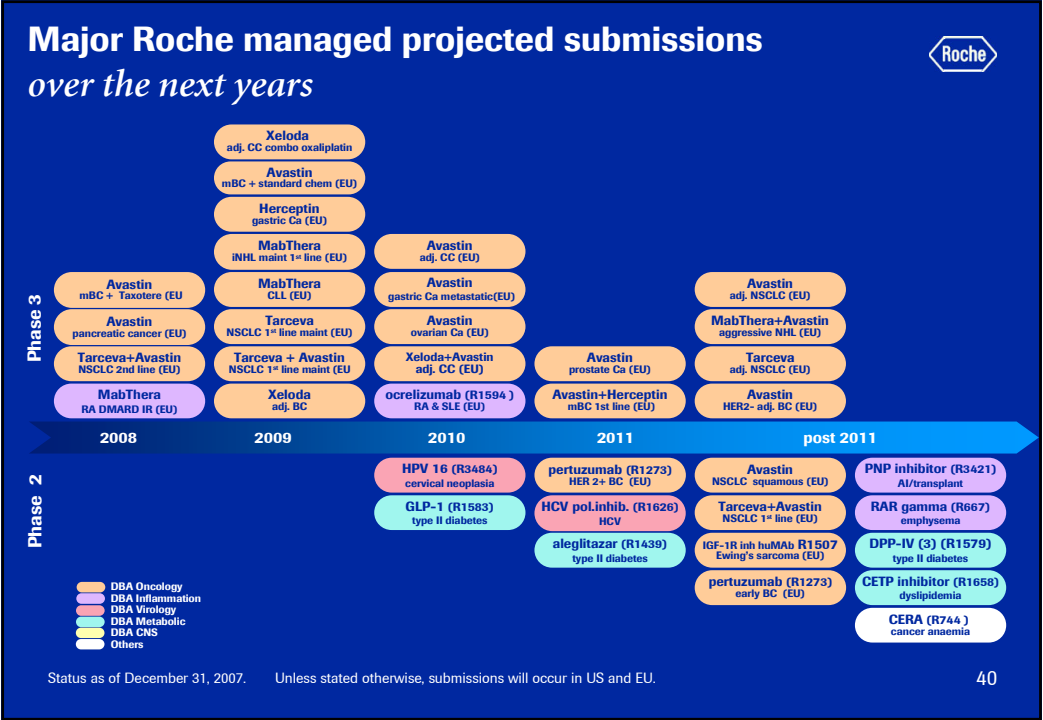 Major Roche managed projected submissions
over the next years
Roche
Phase 3
Avastin
mBC + Taxotere (EU
Avastin
pancreatic cancer (EU)
Tarceva+Avastin
NSCLC 2nd line (EU)
MabThera
RA DMARD IR (EU)
Xeloda
adj. CC combo oxaliplatin
Avastin
mBC + standard chem (EU)
Herceptin
gastric Ca (EU)
MabThera
iNHL maint 1st line (EU)
MabThera
CLL (EU)
Tarceva
NSCLC 1st line maint (EU)
Tarceva + Avastin
NSCLC 1st line maint (EU
Xeloda
adj. BC
Avastin
adj. CC (EU)
Avastin
gastric Ca metastatic(EU)
Avastin
ovarian Ca (EU)
Xeloda+Avastin
adj. CC (EU)
ocrelizumab (R1594 )
RA & SLE (EU)
Avastin
prostate Ca (EU)
Avastin+Herceptin
mBC 1st line (EU)
Avastin
adj. NSCLC (EU)
MabThera+Avastin
aggressive NHL (EU)
Tarceva
adj. NSCLC (EU)
Avastin
HER2- adj. BC (EU)
2008 2009 2010 2011 post 2011
Phase 2
HPV 16 (R3484)
cervical neoplasia
GLP-1 (R1583)
type II diabetes
pertuzumab (R1273)
HER 2+ BC (EU)
HCV pol.inhib. (R1626)
HCV
aleglitazar (R1439)
type II diabetes
Avastin
NSCLC squamous (EU)
Tarceva+Avastin
NSCLC 1st line (EU)
IGF-1R inh huMAb R1507
Ewing's sarcoma (EU)
pertuzumab (R1273)
early BC (EU)
PNP inhibitor (R3421)
AI/transplant
RAR gamma (R667)
emphysema
DPP-IV (3) (R1579)
type II diabetes
CETP inhibitor (R1658)
dyslipidemia
CERA (R744 )
cancer anaemia
DBA Oncology
DBA Inflammation
DBA Virology
DBA Metabolic
DBA CNS
Others
Status as of December 31, 2007. Unless stated otherwise, submissions will occur in US and EU.
40